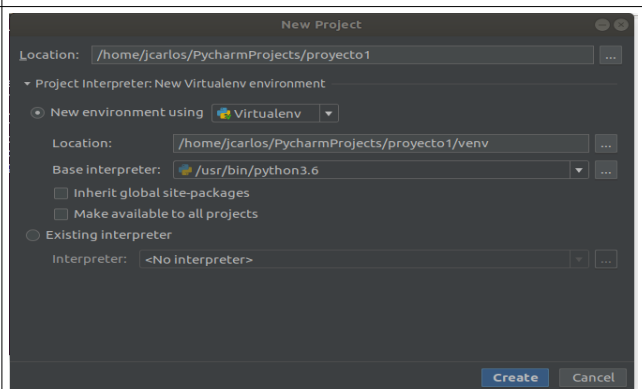 New Project
Location: /home/jcarlos/PycharmProjects/proyecto1 ...
Project Interpreter: New Virtualenv environment
New environment using Virtualenv
Location: /home/jcarlos/PycharmProjects/proyecto1/venv ...
Base interpreter: /usr/bin/python3.6 ...
Inherit global site-packages
Make available to all projects
Existing interpreter
Interpreter: <No interpreter> ...
Create Cancel